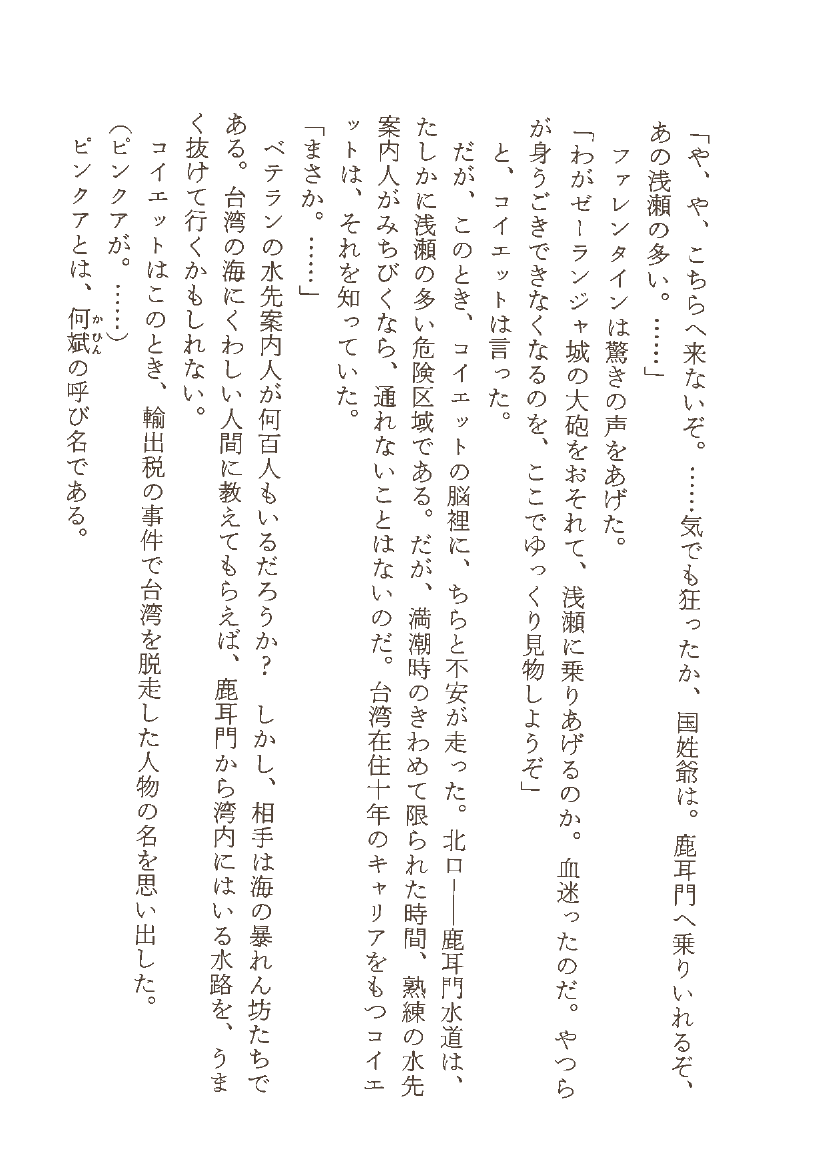 「や、や、こちらへ来ないぞ。……気でも狂ったか、国姓爺は。鹿耳門へ乗りいれるぞ、
あの浅瀬の多い。……」
ファレンタインは驚きの声をあげた。
「わがゼーランジャ城の大砲をおそれて、浅瀬に乗りあげるのか。血迷ったのだ。やつら
が身うごきできなくなるのを、ここでゆっくり見物しようぞ」
と、コイエットは言った。
だが、このとき、コイエットの脳裡に、ちらと不安が走った。北口――鹿耳門水道は、
たしかに浅瀬の多い危険区域である。だが、満潮時のきわめて限られた時間、熟練の水先
案内人がみちびくなら、通れないことはないのだ。台湾在住十年のキャリアをもつコイエ
ットは、それを知っていた。
「まさか。……」
ベテランの水先案内人が何百人もいるだろうか？　しかし、相手は海の暴れん坊たちで
ある。台湾の海にくわしい人間に教えてもらえば、鹿耳門から湾内にはいる水路を、うま
く抜けて行くかもしれない。
コイエットはこのとき、輸出税の事件で台湾を脱走した人物の名を思い出した。
（ピンクアが。……）
ピンクアとは、何斌の呼び名である。
かひん